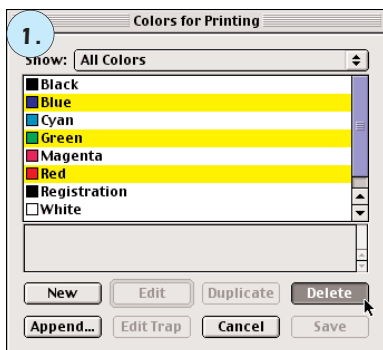 Colors for Printing
1.
Show: All Colors
Black
Blue
Cyan
Green
Magenta
Red
Registration
White
New Edit Duplicate Delete
Append... Edit Trap Cancel Save